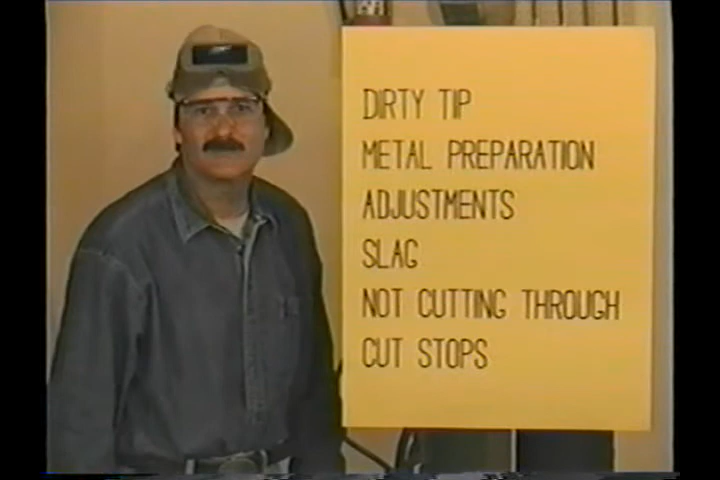 DIRTY TIP
METAL PREPARATION
ADJUSTMENTS
SLAG
NOT CUTTING THROUGH
CUT STOPS